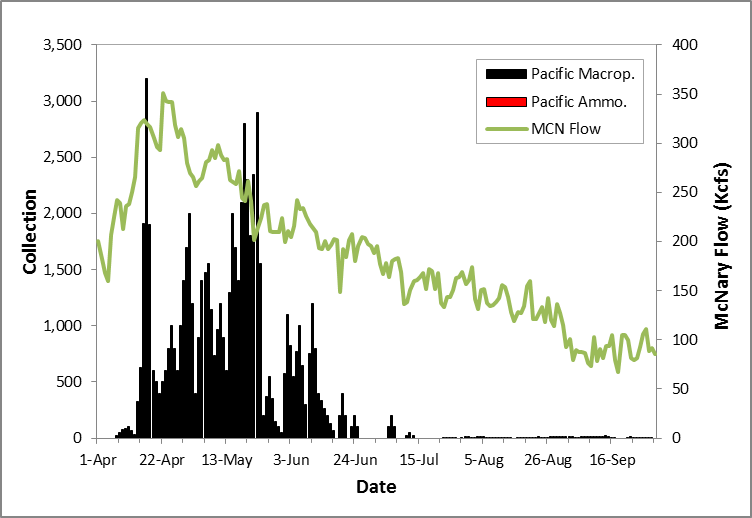 3,500
3,000
2,500
2,000
1,500
1,000
500
0
Collection
400
350
300
250
200
150
100
50
0
McNary Flow (Kcfs)
Pacific Macrop.
Pacific Ammo.
MCN Flow
1-Apr 22-Apr 13-May 3-Jun 24-Jun 15-Jul 5-Aug 26-Aug 16-Sep
Date